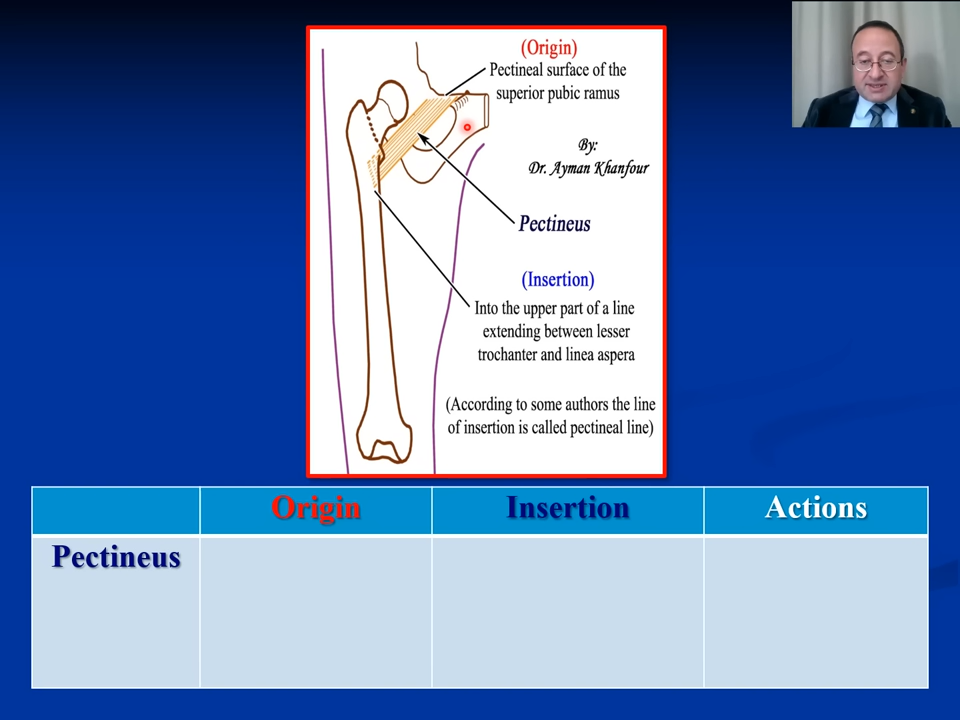 (Origin)
Pectineal surface of the
superior pubic ramus
By:
Dr. Ayman Khanfour
Pectineus
(Insertion)
Into the upper part of a line
extending between lesser
trochanter and linea aspera
(According to some authors the line
of insertion is called pectineal line)
Origin Insertion Actions
Pectineus